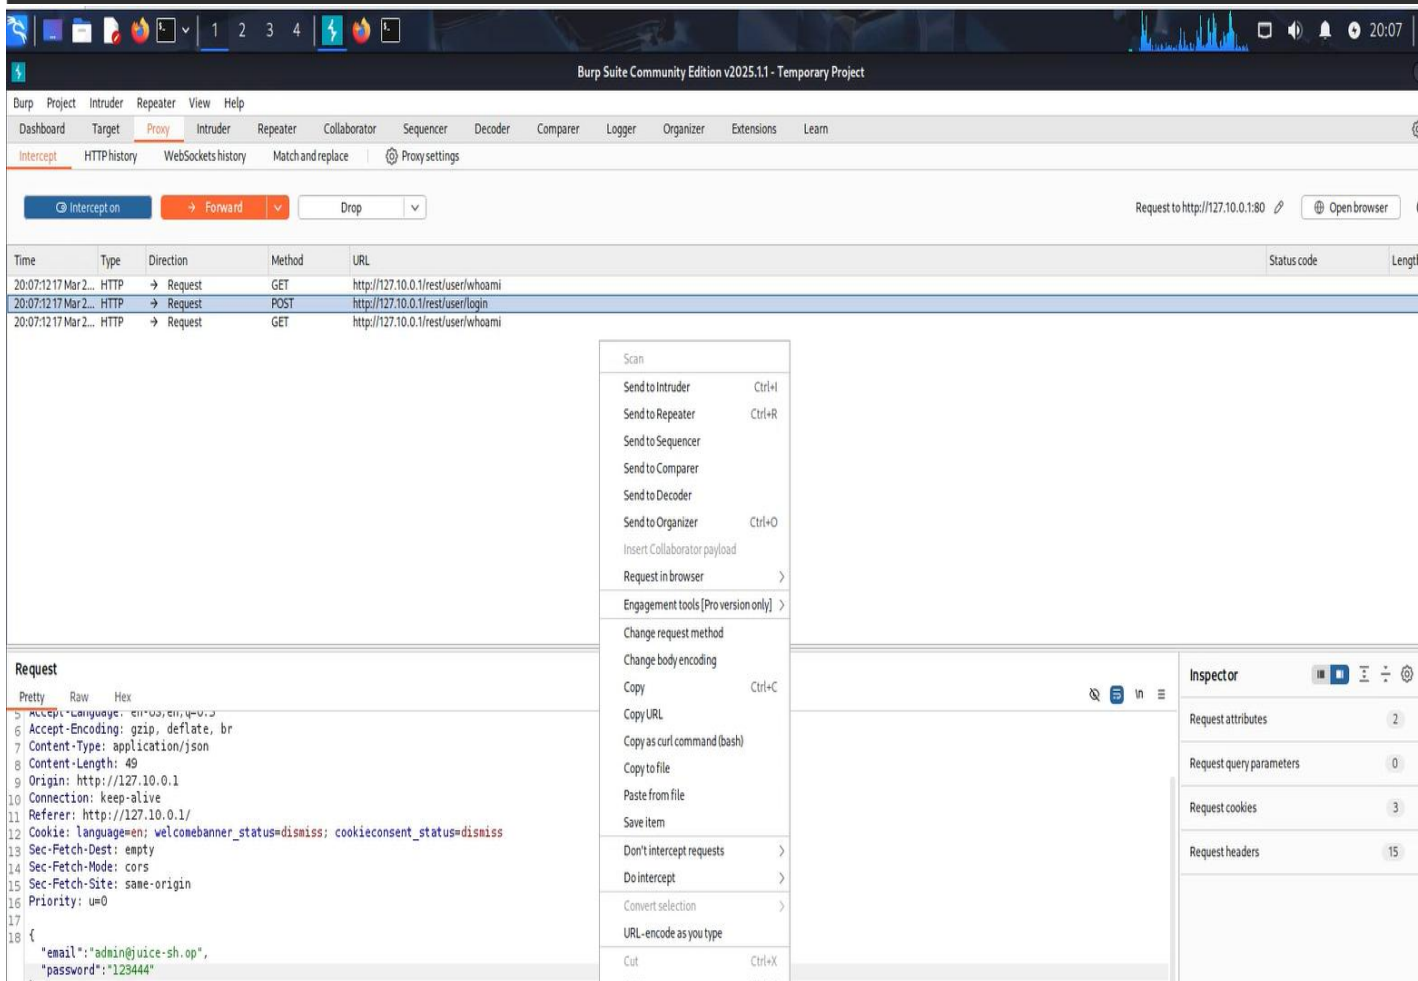 1 2 3 4 20:07
Burp Suite Community Edition v2025.1.1 - Temporary Project
Burp Project Intruder Repeater View Help
Dashboard Target Proxy Intruder Repeater Collaborator Sequencer Decoder Comparer Logger Organizer Extensions Learn
Intercept HTTP history WebSockets history Match and replace Proxy settings
Intercept on → Forward Drop Request to http://127.10.0.1:80 Open browser
Time Type Direction Method URL Status code Length
20:07:12 17 Mar 2... HTTP → Request GET http://127.10.0.1/rest/user/whoami
20:07:12 17 Mar 2... HTTP → Request POST http://127.10.0.1/rest/user/login
20:07:12 17 Mar 2... HTTP → Request GET http://127.10.0.1/rest/user/whoami
Scan
Send to Intruder Ctrl+I
Send to Repeater Ctrl+R
Send to Sequencer
Send to Comparer
Send to Decoder
Send to Organizer Ctrl+O
Insert Collaborator payload
Request in browser
Engagement tools [Pro version only]
Change request method
Change body encoding
Copy Ctrl+C
Copy URL
Copy as curl command (bash)
Copy to file
Paste from file
Save item
Don't intercept requests
Do intercept
Convert selection
URL-encode as you type
Cut Ctrl+X
Request
Pretty Raw Hex \n
5 Accept-Language: en-US,en;q=0.5
6 Accept-Encoding: gzip, deflate, br
7 Content-Type: application/json
8 Content-Length: 49
9 Origin: http://127.10.0.1
10 Connection: keep-alive
11 Referer: http://127.10.0.1/
12 Cookie: language=en; welcomebanner_status=dismiss; cookieconsent_status=dismiss
13 Sec-Fetch-Dest: empty
14 Sec-Fetch-Mode: cors
15 Sec-Fetch-Site: same-origin
16 Priority: u=0
17
18 {
"email":"admin@juice-sh.op",
"password":"123444"
Inspector
Request attributes 2
Request query parameters 0
Request cookies 3
Request headers 15